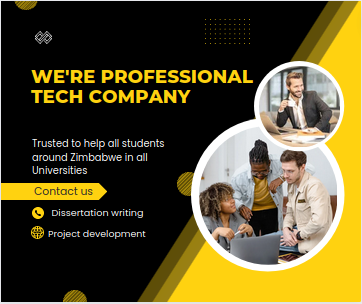 WE'RE PROFESSIONAL
TECH COMPANY
Trusted to help all students
around Zimbabwe in all
Universities
Contact us
Dissertation writing
Project development